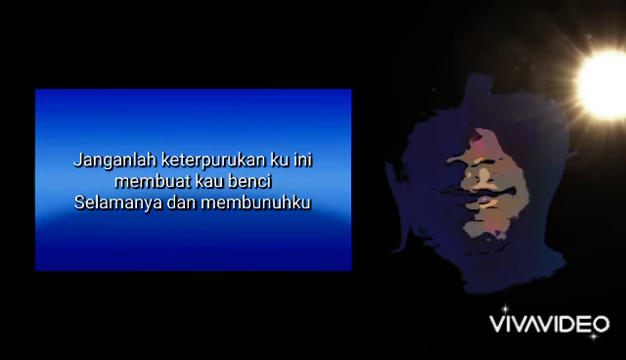 Janganlah keterpurukan ku ini
membuat kau benci
Selamanya dan membunuhku
VIVAVIDEO